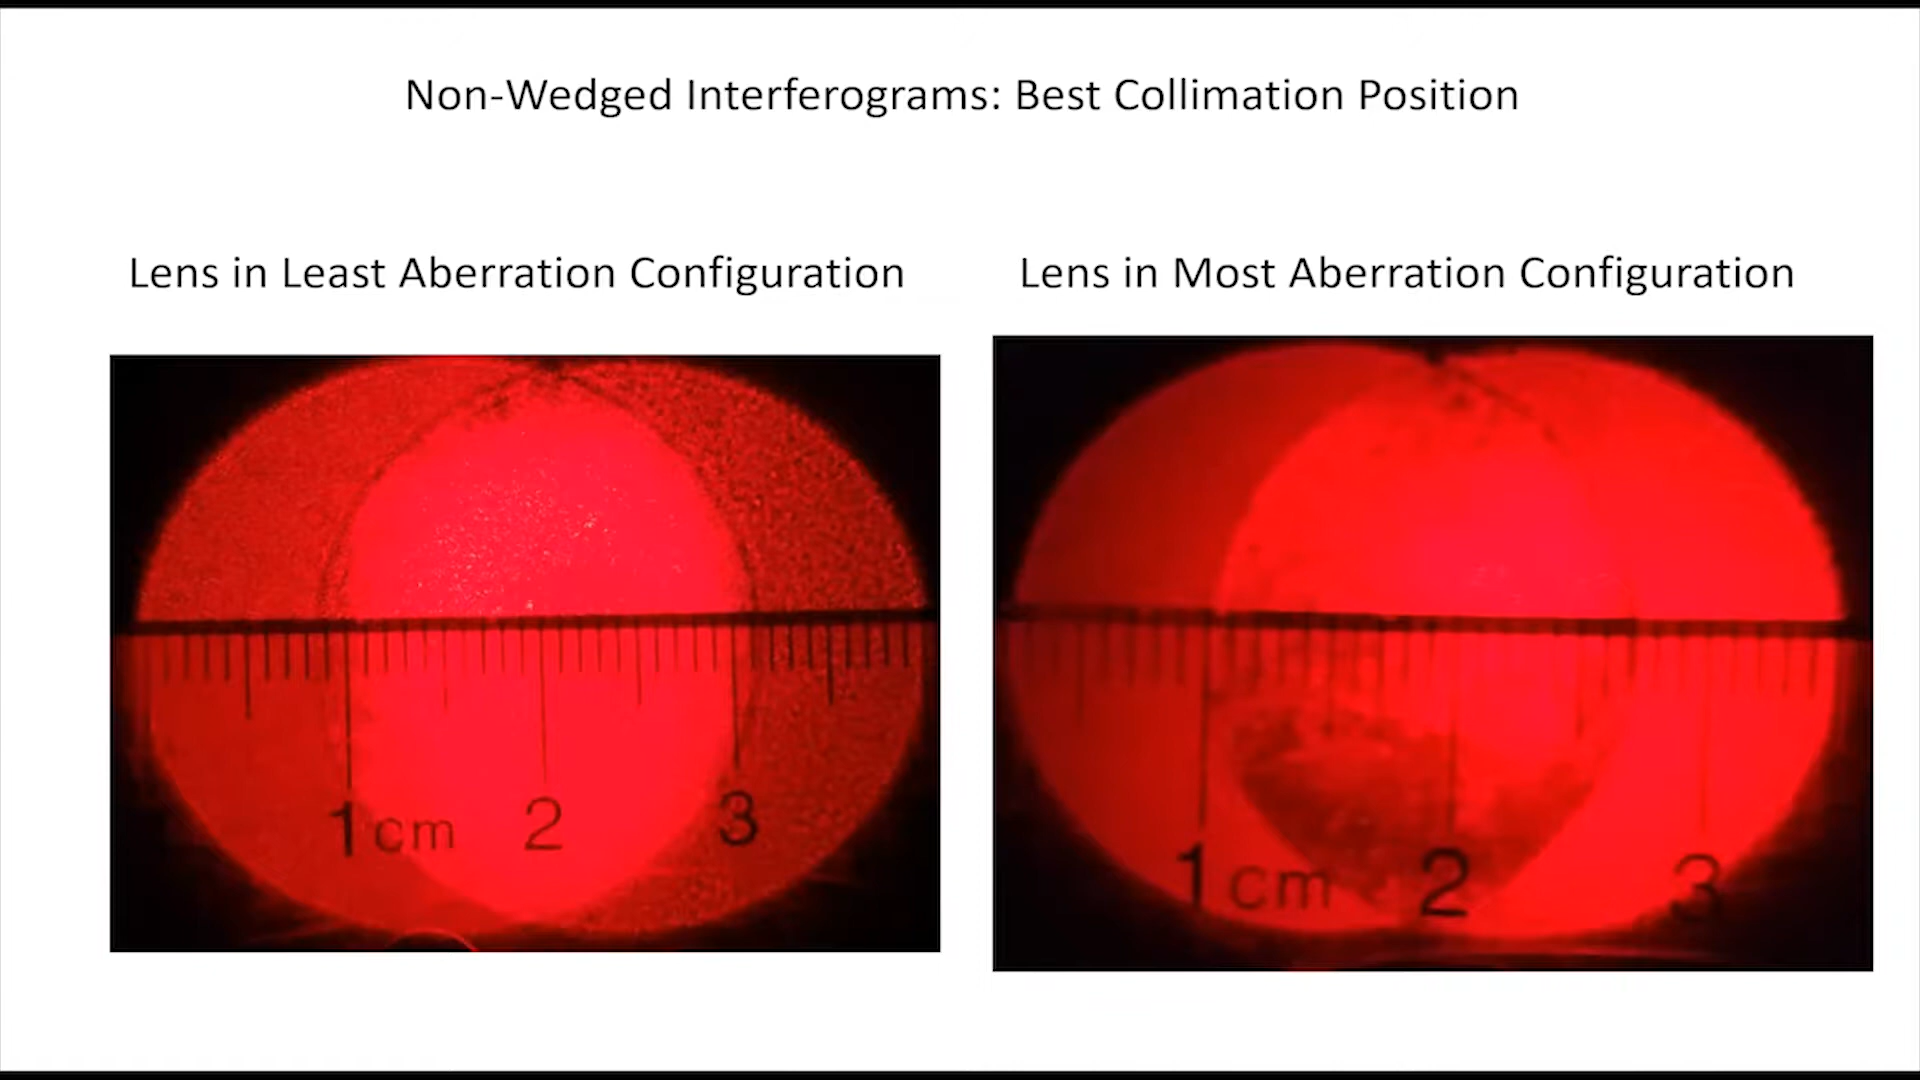 Non-Wedged Interferograms: Best Collimation Position
Lens in Least Aberration Configuration
Lens in Most Aberration Configuration
1 cm 2 3
1 cm 2 3